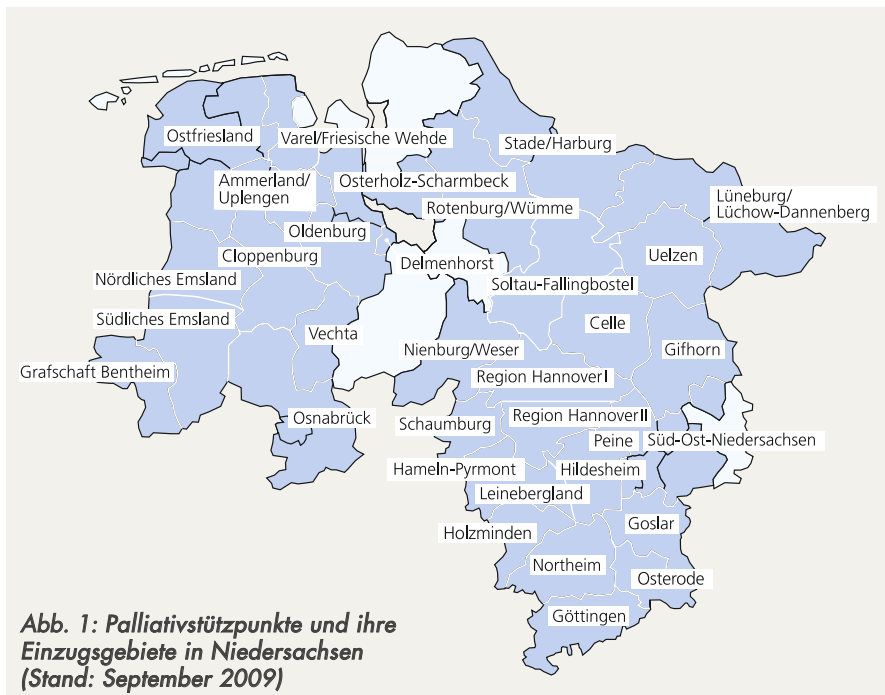 Ostfriesland
Varel/Friesische Wehde
Stade/Harburg
Ammerland/
Uplengen
Osterholz-Scharmbeck
Lüneburg/
Lüchow-Dannenberg
Rotenburg/Wümme
Oldenburg
Cloppenburg
Delmenhorst
Uelzen
Nördliches Emsland
Soltau-Fallingbostel
Südliches Emsland
Celle
Vechta
Nienburg/Weser
Gifhorn
Grafschaft Bentheim
Region Hannover I
Osnabrück
Schaumburg
Region Hannover II
Peine
Süd-Ost-Niedersachsen
Hameln-Pyrmont
Hildesheim
Leinebergland
Holzminden
Goslar
Northeim
Osterode
Göttingen
Abb. 1: Palliativstützpunkte und ihre
Einzugsgebiete in Niedersachsen
(Stand: September 2009)